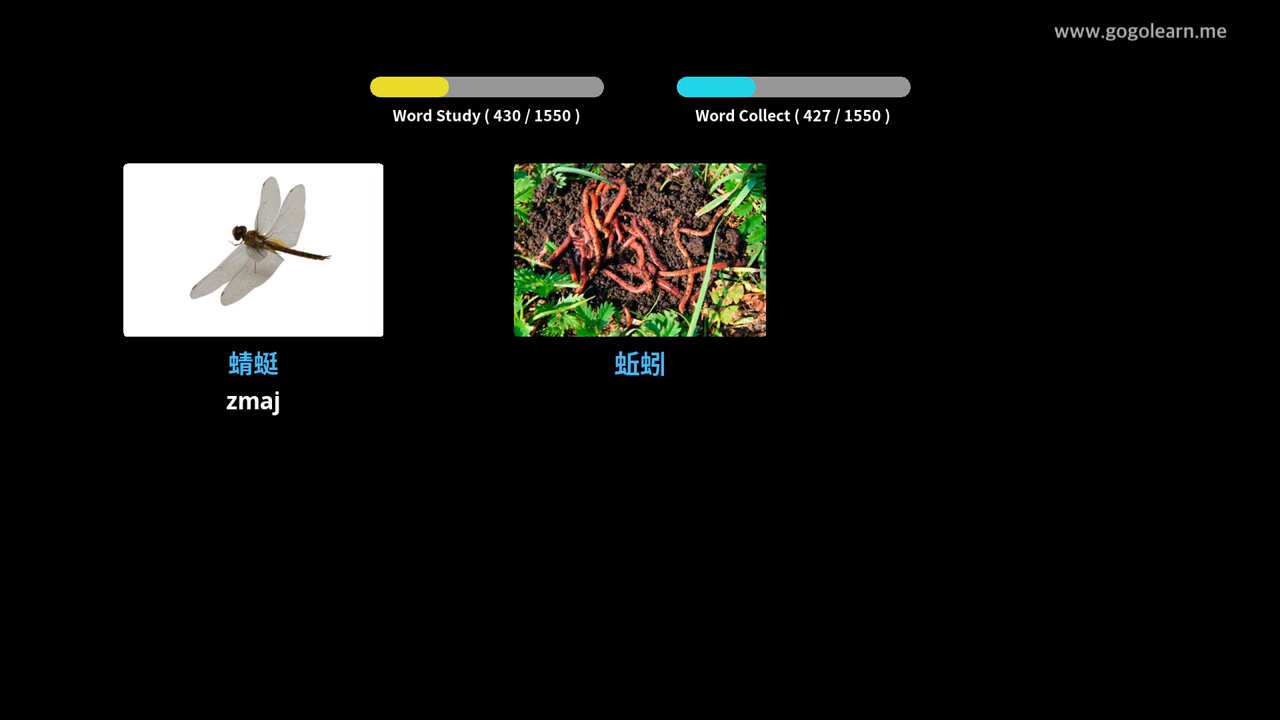 www.gogolearn.me
Word Study ( 430 / 1550 )
Word Collect ( 427 / 1550 )
蜻蜓
zmaj
蚯蚓